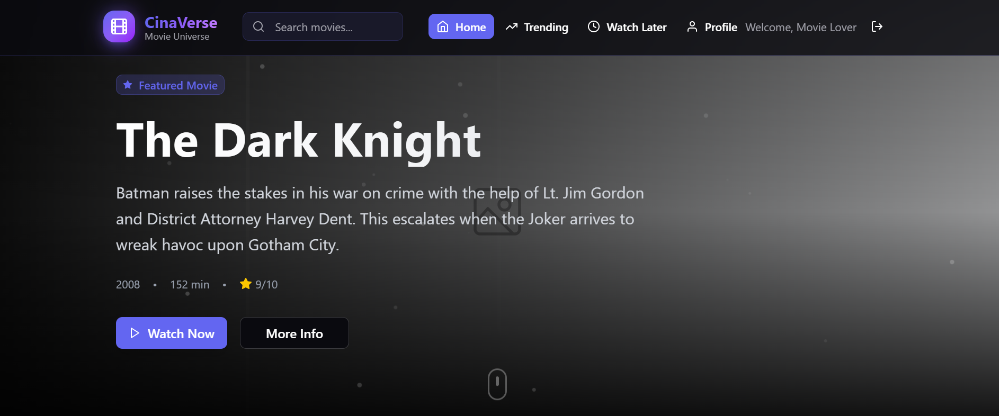 CinaVerse
Movie Universe
Search movies...
Home
Trending
Watch Later
Profile
Welcome, Movie Lover
Featured Movie
The Dark Knight
Batman raises the stakes in his war on crime with the help of Lt. Jim Gordon
and District Attorney Harvey Dent. This escalates when the Joker arrives to
wreak havoc upon Gotham City.
2008 • 152 min • 9/10
Watch Now
More Info